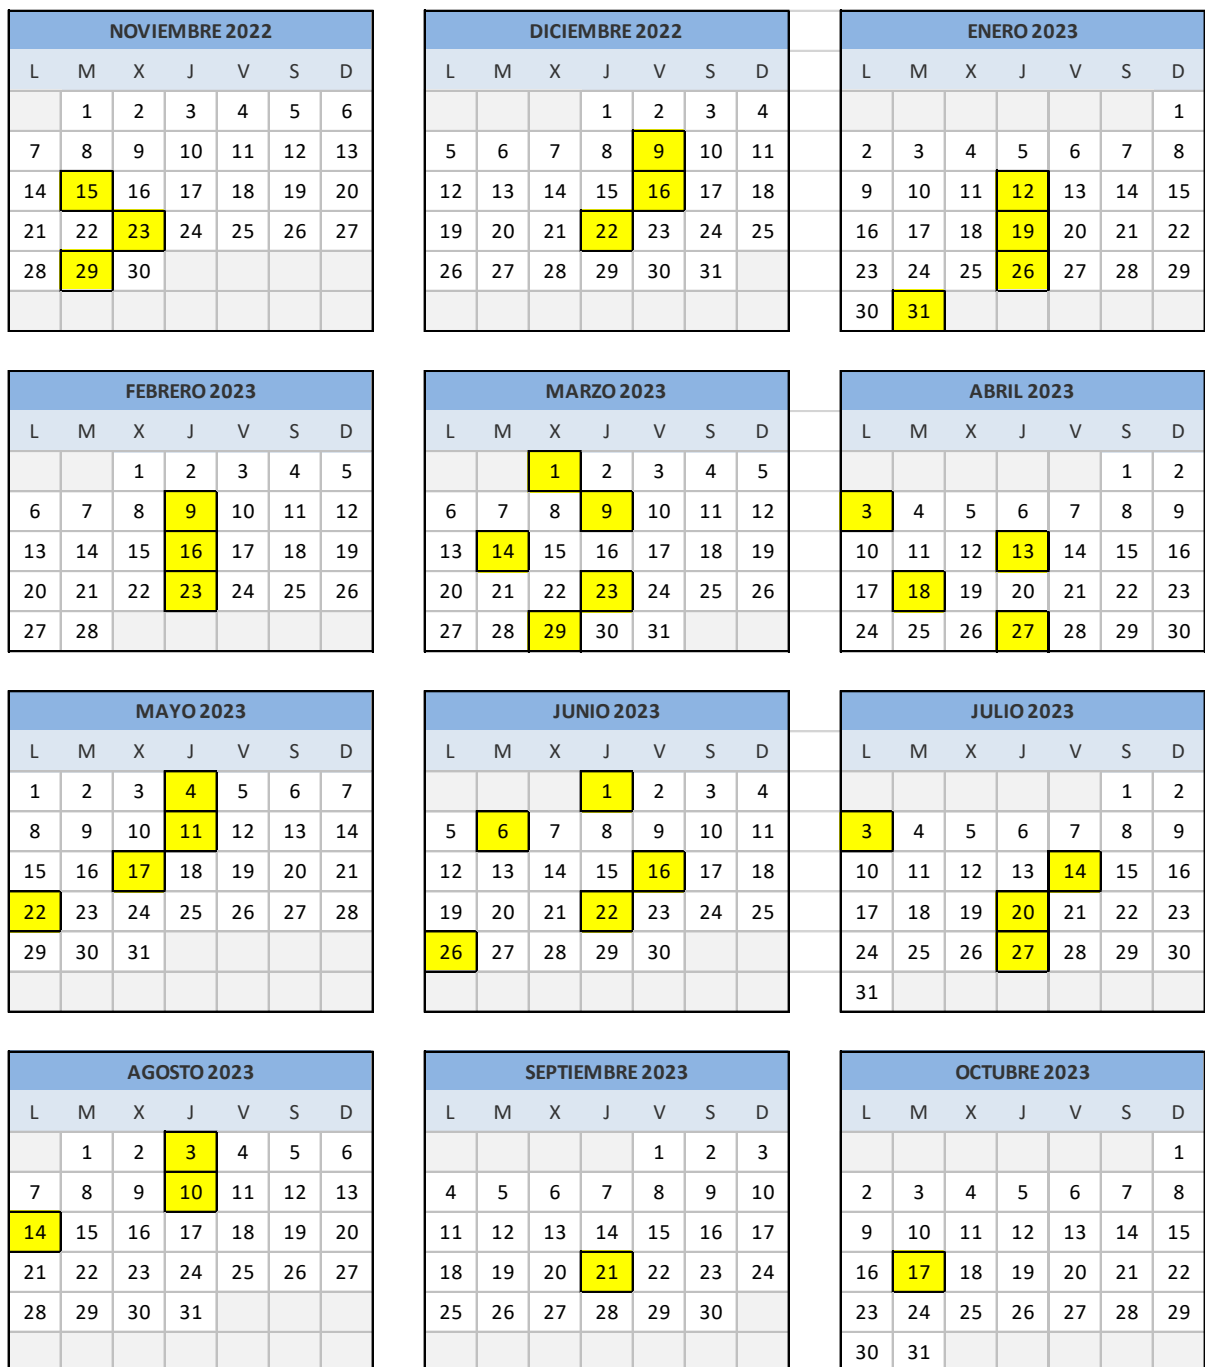 NOVIEMBRE 2022
L M X J V S D
1 2 3 4 5 6
7 8 9 10 11 12 13
14 15 16 17 18 19 20
21 22 23 24 25 26 27
28 29 30
DICIEMBRE 2022
L M X J V S D
1 2 3 4
5 6 7 8 9 10 11
12 13 14 15 16 17 18
19 20 21 22 23 24 25
26 27 28 29 30 31
ENERO 2023
L M X J V S D
1
2 3 4 5 6 7 8
9 10 11 12 13 14 15
16 17 18 19 20 21 22
23 24 25 26 27 28 29
30 31
FEBRERO 2023
L M X J V S D
1 2 3 4 5
6 7 8 9 10 11 12
13 14 15 16 17 18 19
20 21 22 23 24 25 26
27 28
MARZO 2023
L M X J V S D
1 2 3 4 5
6 7 8 9 10 11 12
13 14 15 16 17 18 19
20 21 22 23 24 25 26
27 28 29 30 31
ABRIL 2023
L M X J V S D
1 2
3 4 5 6 7 8 9
10 11 12 13 14 15 16
17 18 19 20 21 22 23
24 25 26 27 28 29 30
MAYO 2023
L M X J V S D
1 2 3 4 5 6 7
8 9 10 11 12 13 14
15 16 17 18 19 20 21
22 23 24 25 26 27 28
29 30 31
JUNIO 2023
L M X J V S D
1 2 3 4
5 6 7 8 9 10 11
12 13 14 15 16 17 18
19 20 21 22 23 24 25
26 27 28 29 30
JULIO 2023
L M X J V S D
1 2
3 4 5 6 7 8 9
10 11 12 13 14 15 16
17 18 19 20 21 22 23
24 25 26 27 28 29 30
31
AGOSTO 2023
L M X J V S D
1 2 3 4 5 6
7 8 9 10 11 12 13
14 15 16 17 18 19 20
21 22 23 24 25 26 27
28 29 30 31
SEPTIEMBRE 2023
L M X J V S D
1 2 3
4 5 6 7 8 9 10
11 12 13 14 15 16 17
18 19 20 21 22 23 24
25 26 27 28 29 30
OCTUBRE 2023
L M X J V S D
1
2 3 4 5 6 7 8
9 10 11 12 13 14 15
16 17 18 19 20 21 22
23 24 25 26 27 28 29
30 31